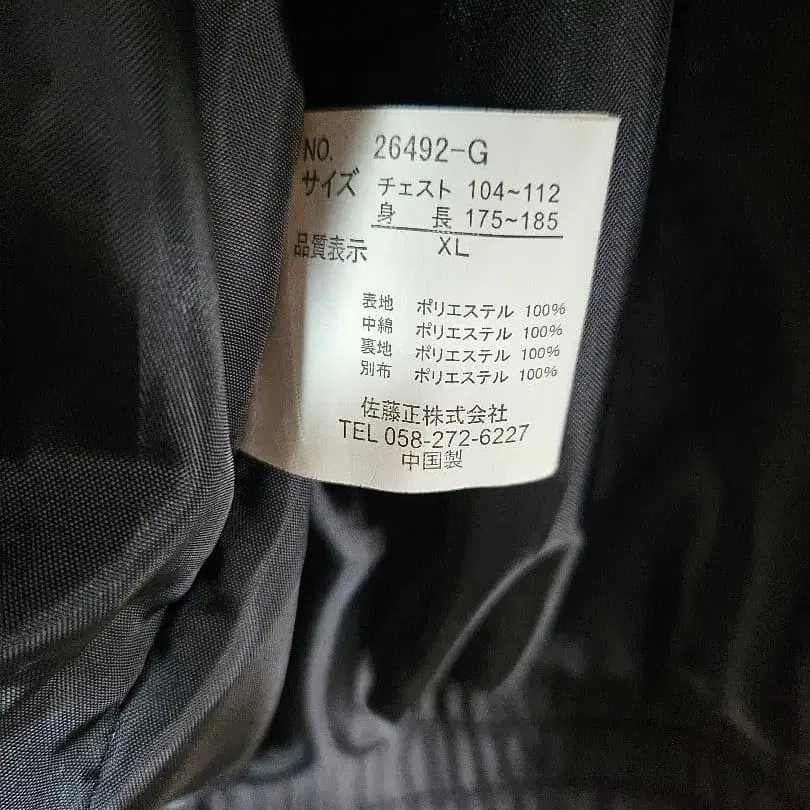 NO. 26492-G
サイズ チェスト 104~112
身 長 175~185
品質表示 XL
表地 ポリエステル 100%
中綿 ポリエステル 100%
裏地 ポリエステル 100%
別布 ポリエステル 100%
佐藤正株式会社
TEL 058-272-6227
中国製